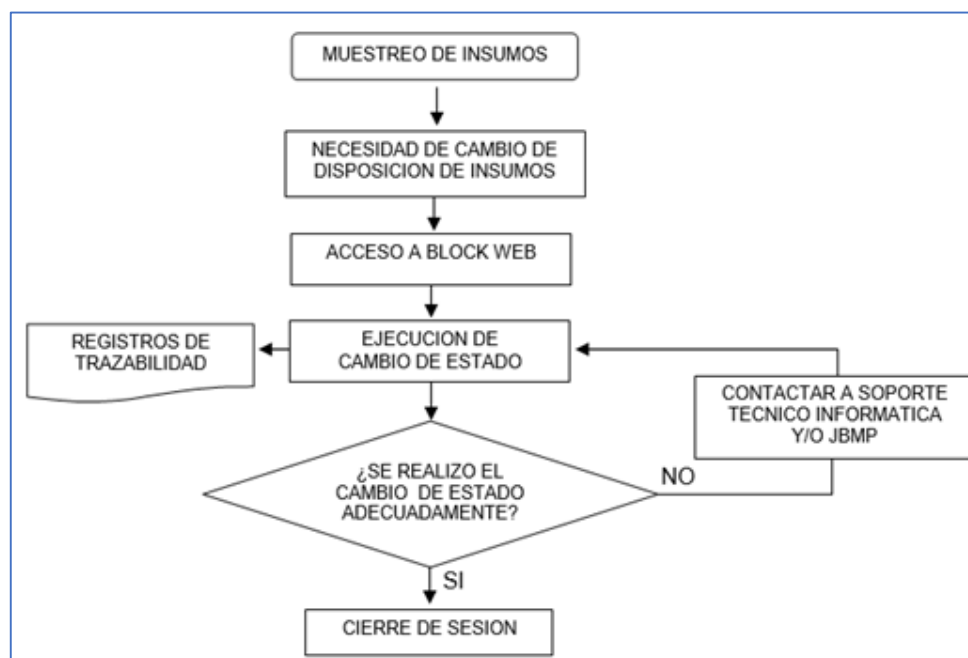 MUESTREO DE INSUMOS
NECESIDAD DE CAMBIO DE
DISPOSICION DE INSUMOS
ACCESO A BLOCK WEB
EJECUCION DE
CAMBIO DE ESTADO
REGISTROS DE
TRAZABILIDAD
CONTACTAR A SOPORTE
TECNICO INFORMATICA
Y/O JBMP
¿SE REALIZO EL
CAMBIO DE ESTADO
ADECUADAMENTE?
NO
SI
CIERRE DE SESION